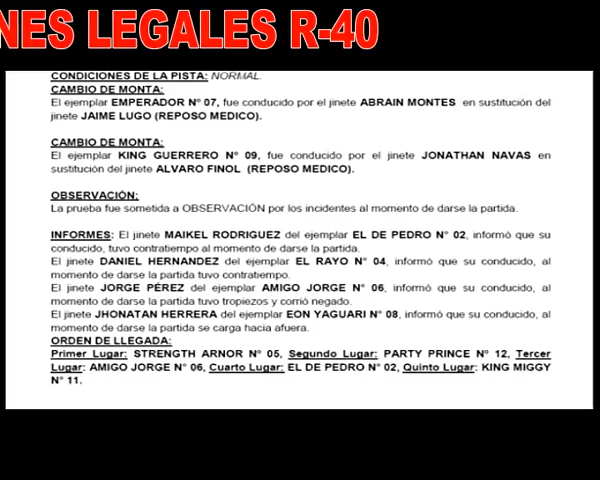 NES LEGALES R-40
CONDICIONES DE LA PISTA: NORMAL.
CAMBIO DE MONTA:
El ejemplar EMPERADOR N° 07, fue conducido por el jinete ABRAIN MONTES en sustitución del
jinete JAIME LUGO (REPOSO MEDICO).
CAMBIO DE MONTA:
El ejemplar KING GUERRERO N° 09, fue conducido por el jinete JONATHAN NAVAS en
sustitución del jinete ALVARO FINOL (REPOSO MEDICO).
OBSERVACIÓN:
La prueba fue sometida a OBSERVACIÓN por los incidentes al momento de darse la partida.
INFORMES: El jinete MAIKEL RODRIGUEZ del ejemplar EL DE PEDRO N° 02, informó que su
conducido, tuvo contratiempo al momento de darse la partida.
El jinete DANIEL HERNANDEZ del ejemplar EL RAYO N° 04, informó que su conducido, al
momento de darse la partida tuvo contratiempo.
El jinete JORGE PÉREZ del ejemplar AMIGO JORGE N° 06, informó que su conducido, al
momento de darse la partida tuvo tropiezos y corrió negado.
El jinete JHONATAN HERRERA del ejemplar EON YAGUARI N° 08, informó que su conducido, al
momento de darse la partida se carga hacia afuera.
ORDEN DE LLEGADA:
Primer Lugar: STRENGTH ARNOR N° 05, Segundo Lugar: PARTY PRINCE N° 12, Tercer
Lugar: AMIGO JORGE N° 06, Cuarto Lugar: EL DE PEDRO N° 02, Quinto Lugar: KING MIGGY
N° 11.